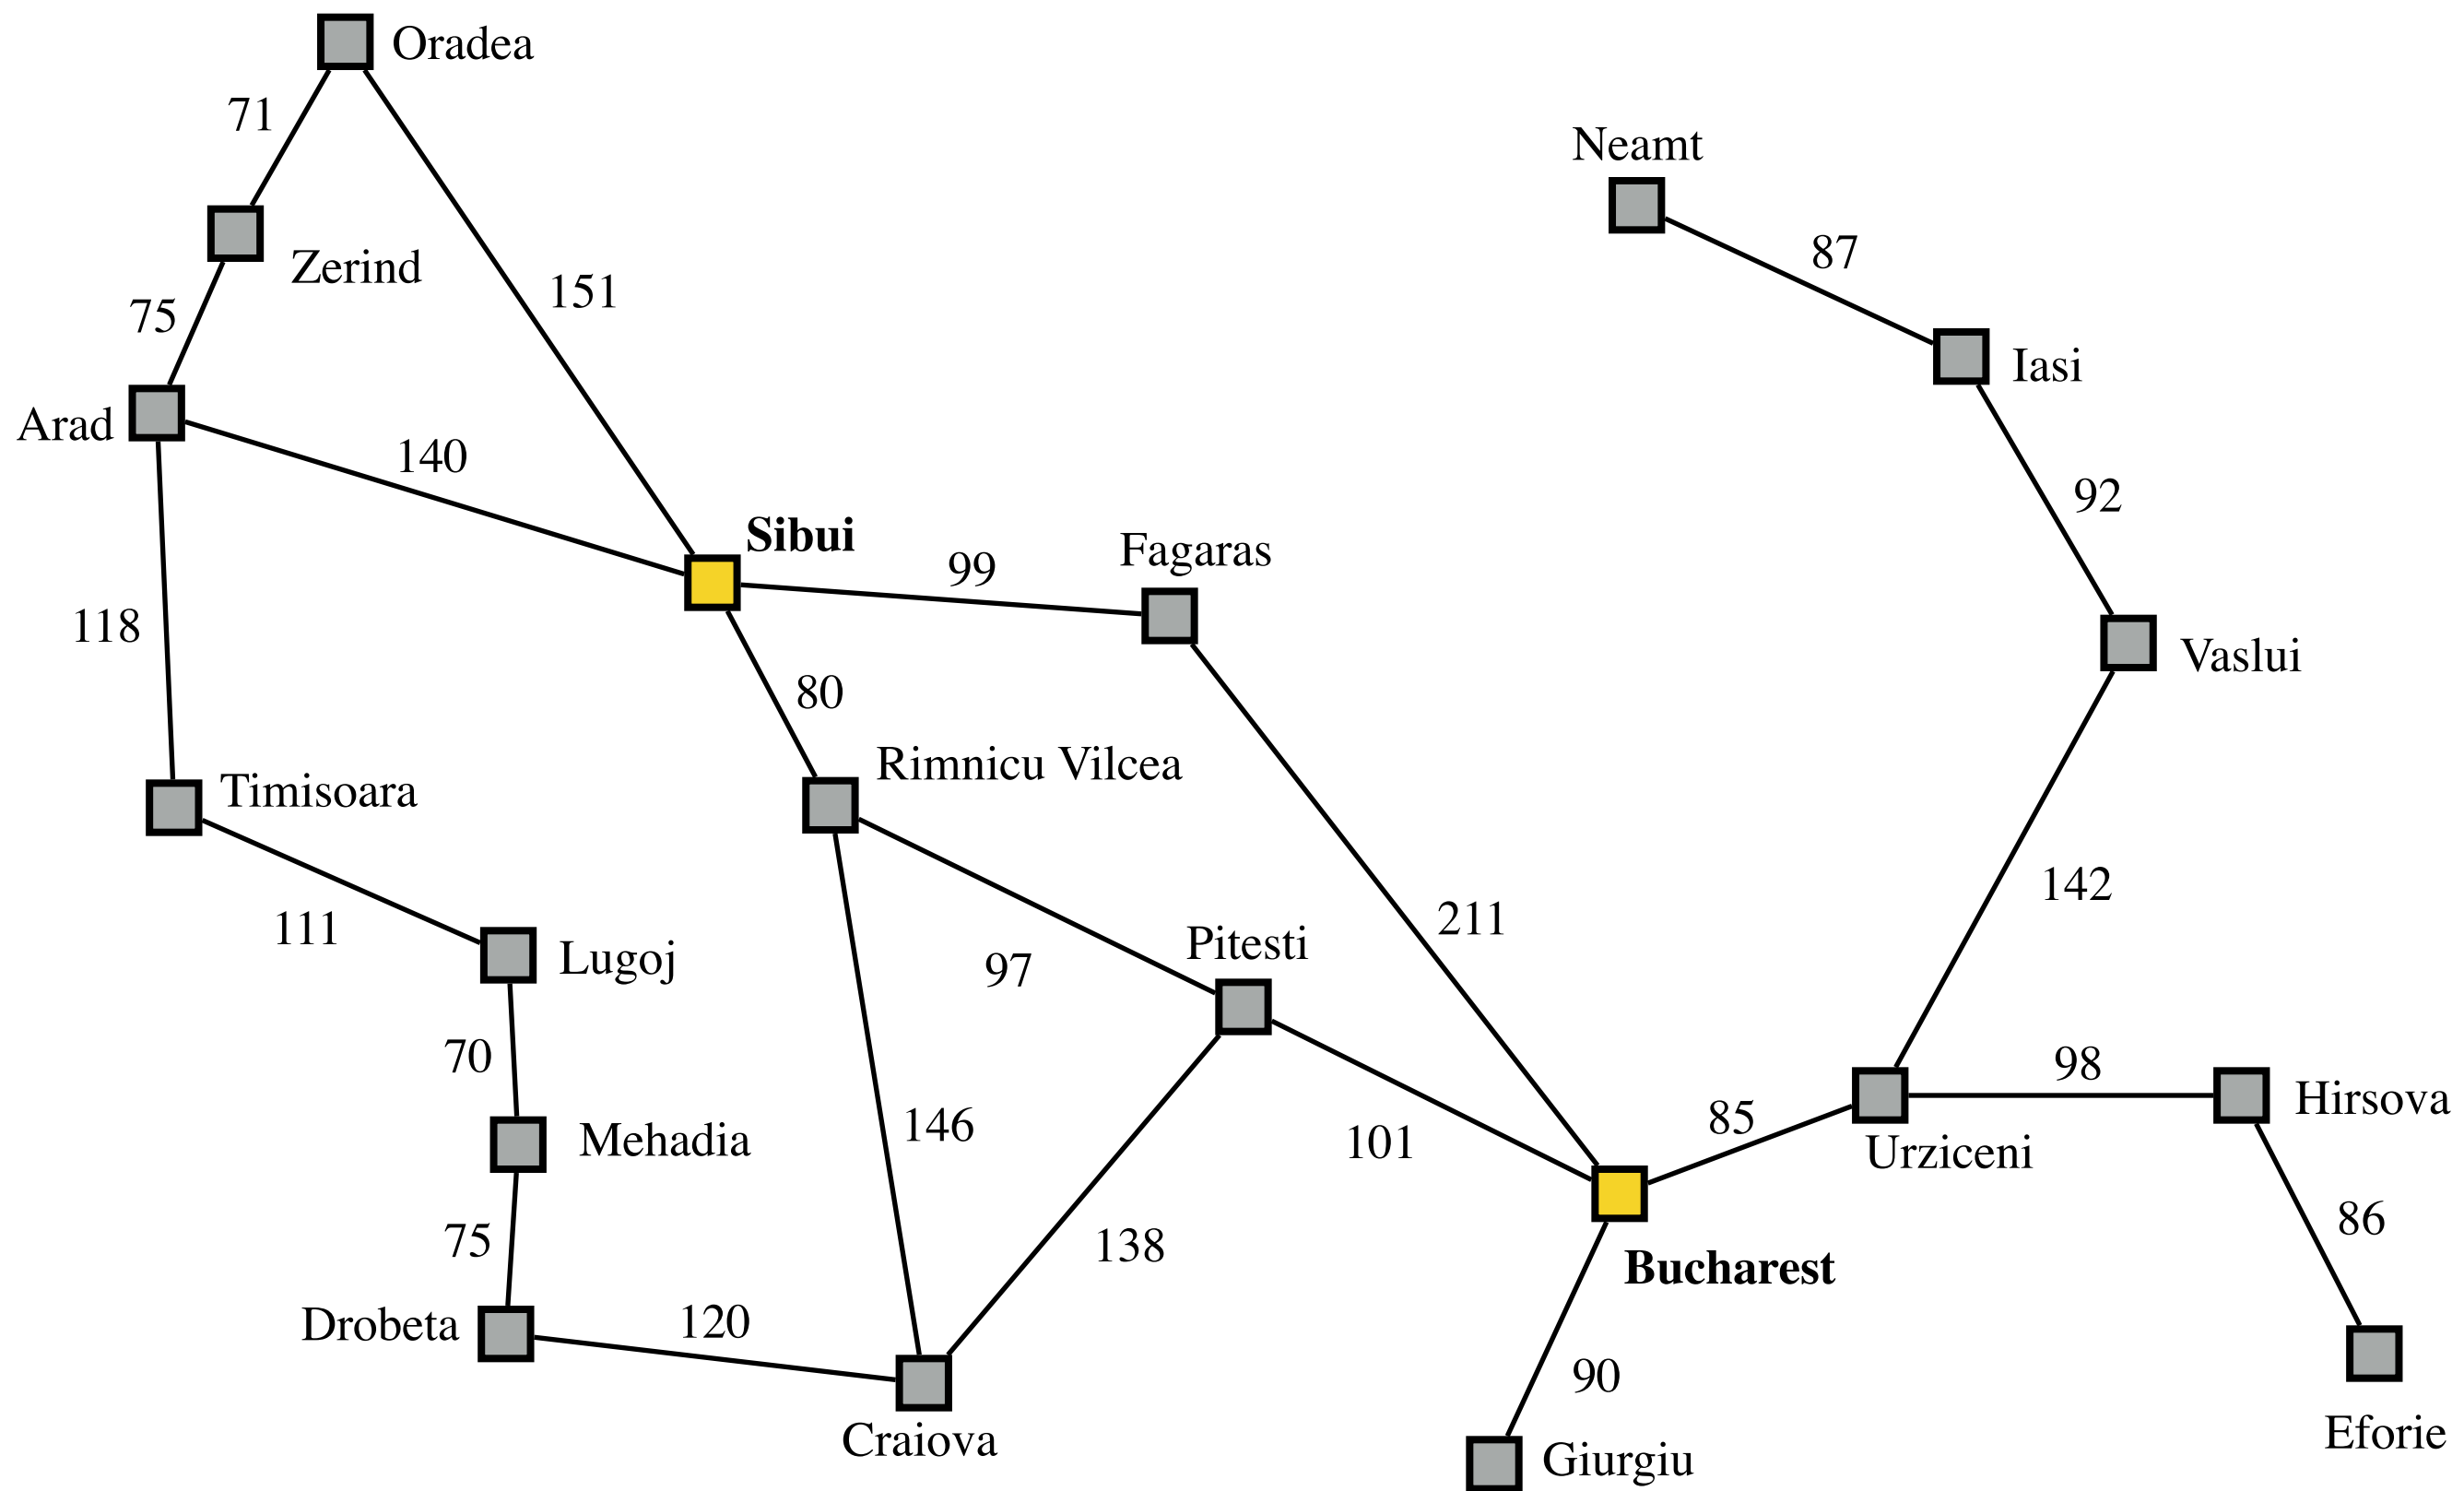 Oradea
71
Neamt
87
Zerind
151
75
Iasi
Arad
140
92
Sibui
99
Fagaras
118
Vaslui
80
Rimnicu Vilcea
Timisoara
142
211
111
Lugoj
97
Pitesti
70
98
Hirsova
85
146
Mehadia
101
Urziceni
75
138
86
Bucharest
Drobeta
120
90
Craiova
Eforie
Giurgiu